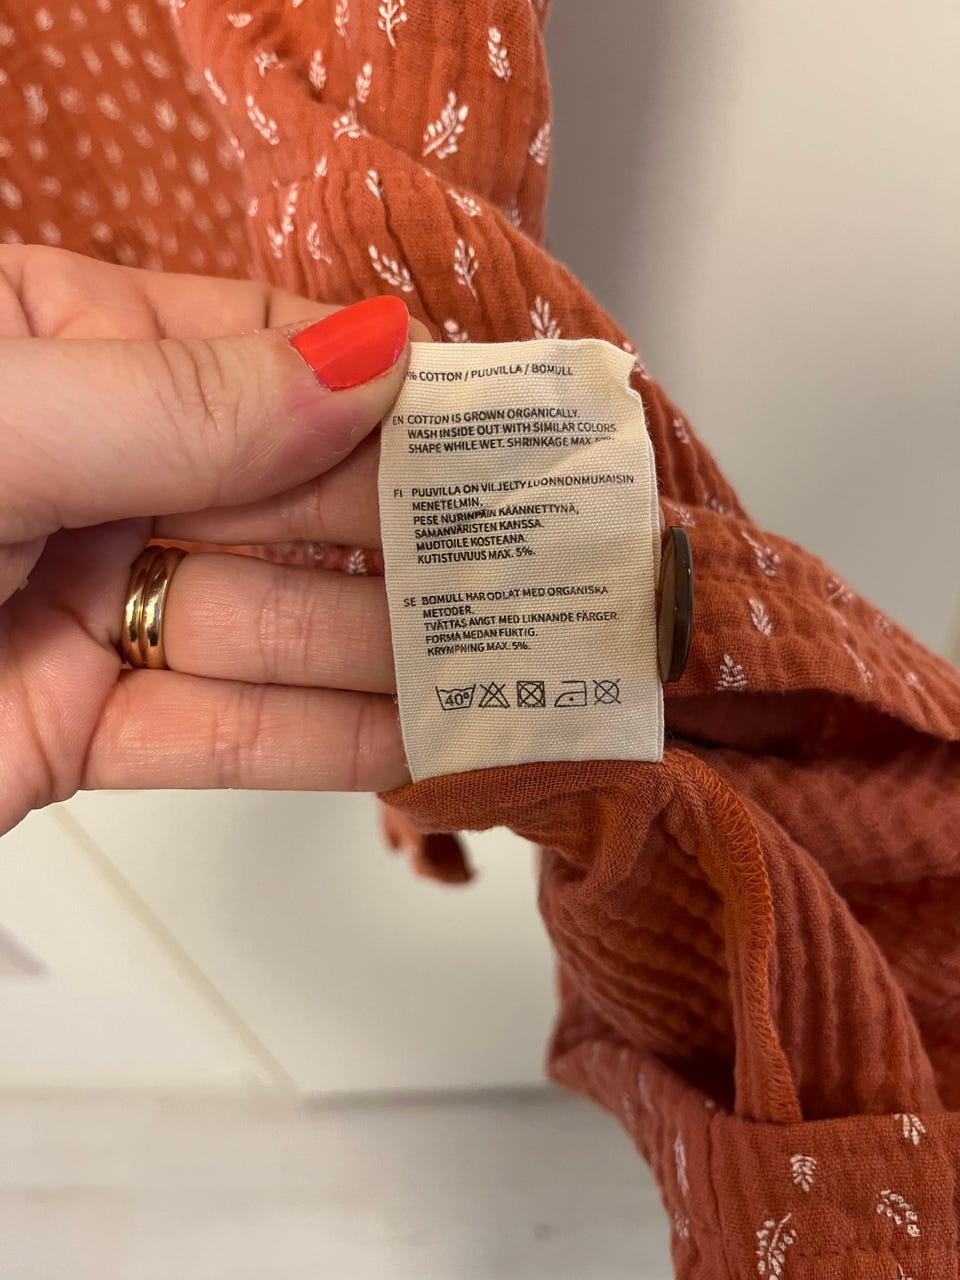 % COTTON / PUUVILLA / BOMULL
EN COTTON IS GROWN ORGANICALLY.
WASH INSIDE OUT WITH SIMILAR COLORS.
SHAPE WHILE WET. SHRINKAGE MAX. 5%.
FI PUUVILLA ON VILJELTY LUONNONMUKAISIN
MENETELMIN.
PESE NURINPÄIN KÄÄNNETTYNÄ,
SAMANVÄRISTEN KANSSA.
MUOTOILE KOSTEANA.
KUTISTUVUUS MAX. 5%.
SE BOMULL HAR ODLAT MED ORGANISKA
METODER.
TVÄTTAS AVIGT MED LIKNANDE FÄRGER.
FORMA MEDAN FUKTIG.
KRYMPNING MAX. 5%.
40°